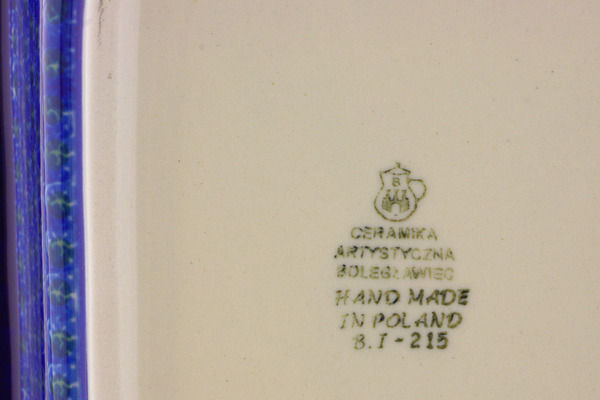 B
CERAMIKA
ARTYSTYCZNA
BOLESŁAWIEC
HAND MADE
IN POLAND
B.I-215